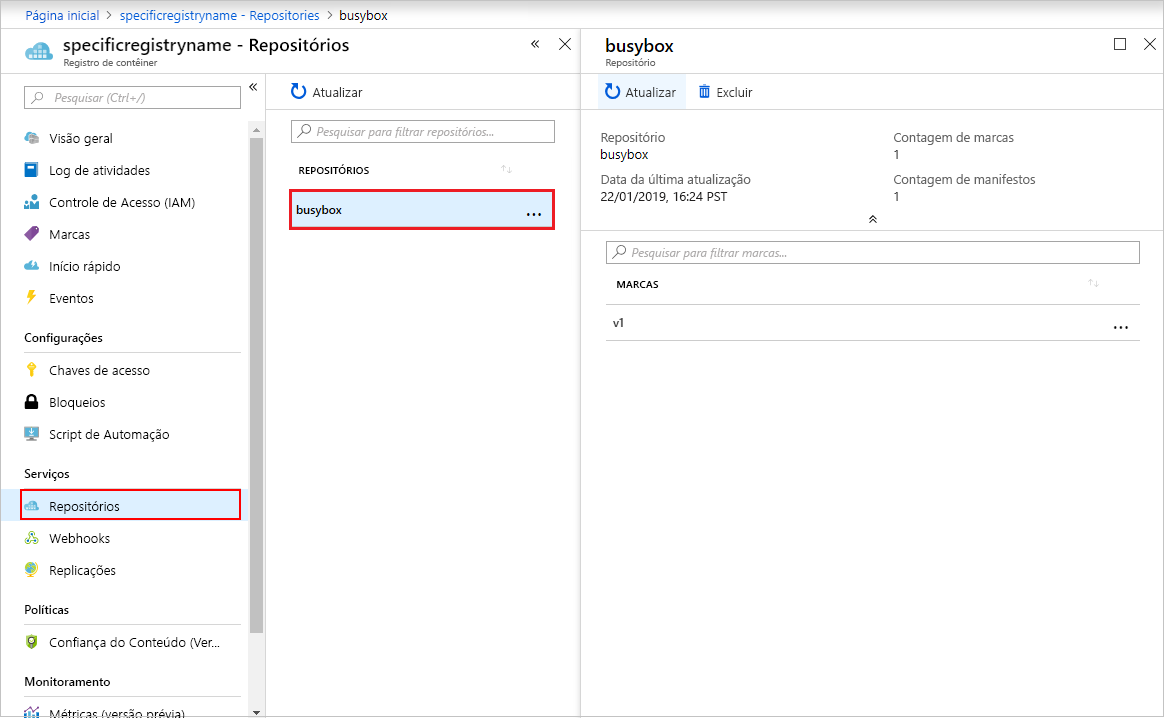 Página inicial > specificregistryname - Repositories > busybox
specificregistryname - Repositórios
Registro de contêiner
Pesquisar (Ctrl+/)
Visão geral
Log de atividades
Controle de Acesso (IAM)
Marcas
Início rápido
Eventos
Configurações
Chaves de acesso
Bloqueios
Script de Automação
Serviços
Repositórios
Webhooks
Replicações
Políticas
Confiança do Conteúdo (Ver...
Monitoramento
Métricas (versão prévia)
Atualizar
Pesquisar para filtrar repositórios...
REPOSITÓRIOS
busybox
busybox
Repositório
Atualizar
Excluir
Repositório
busybox
Data da última atualização
22/01/2019, 16:24 PST
Contagem de marcas
1
Contagem de manifestos
1
Pesquisar para filtrar marcas...
MARCAS
v1